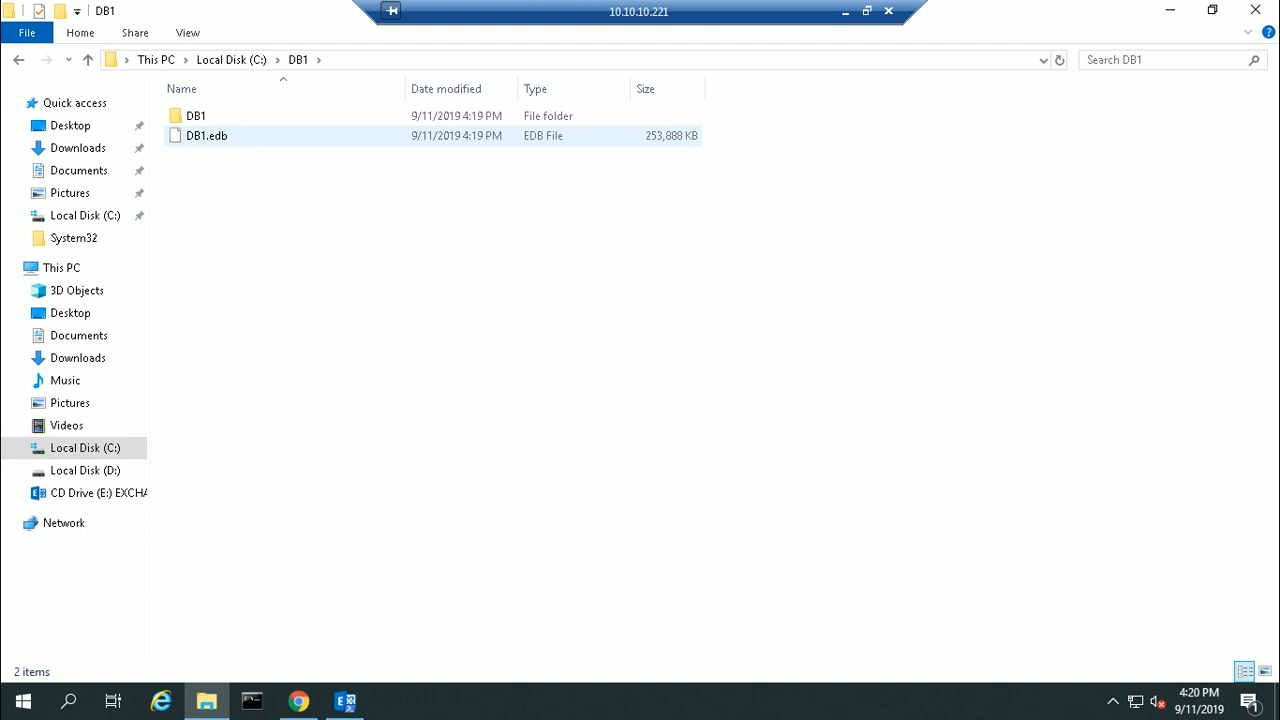 DB1
10.10.10.221
File Home Share View
This PC Local Disk (C:) DB1
Search DB1
Name Date modified Type Size
DB1 9/11/2019 4:19 PM File folder
DB1.edb 9/11/2019 4:19 PM EDB File 253,888 KB
Quick access
Desktop
Downloads
Documents
Pictures
Local Disk (C:)
System32
This PC
3D Objects
Desktop
Documents
Downloads
Music
Pictures
Videos
Local Disk (C:)
Local Disk (D:)
CD Drive (E:) EXCHA
Network
2 items
4:20 PM
9/11/2019
1